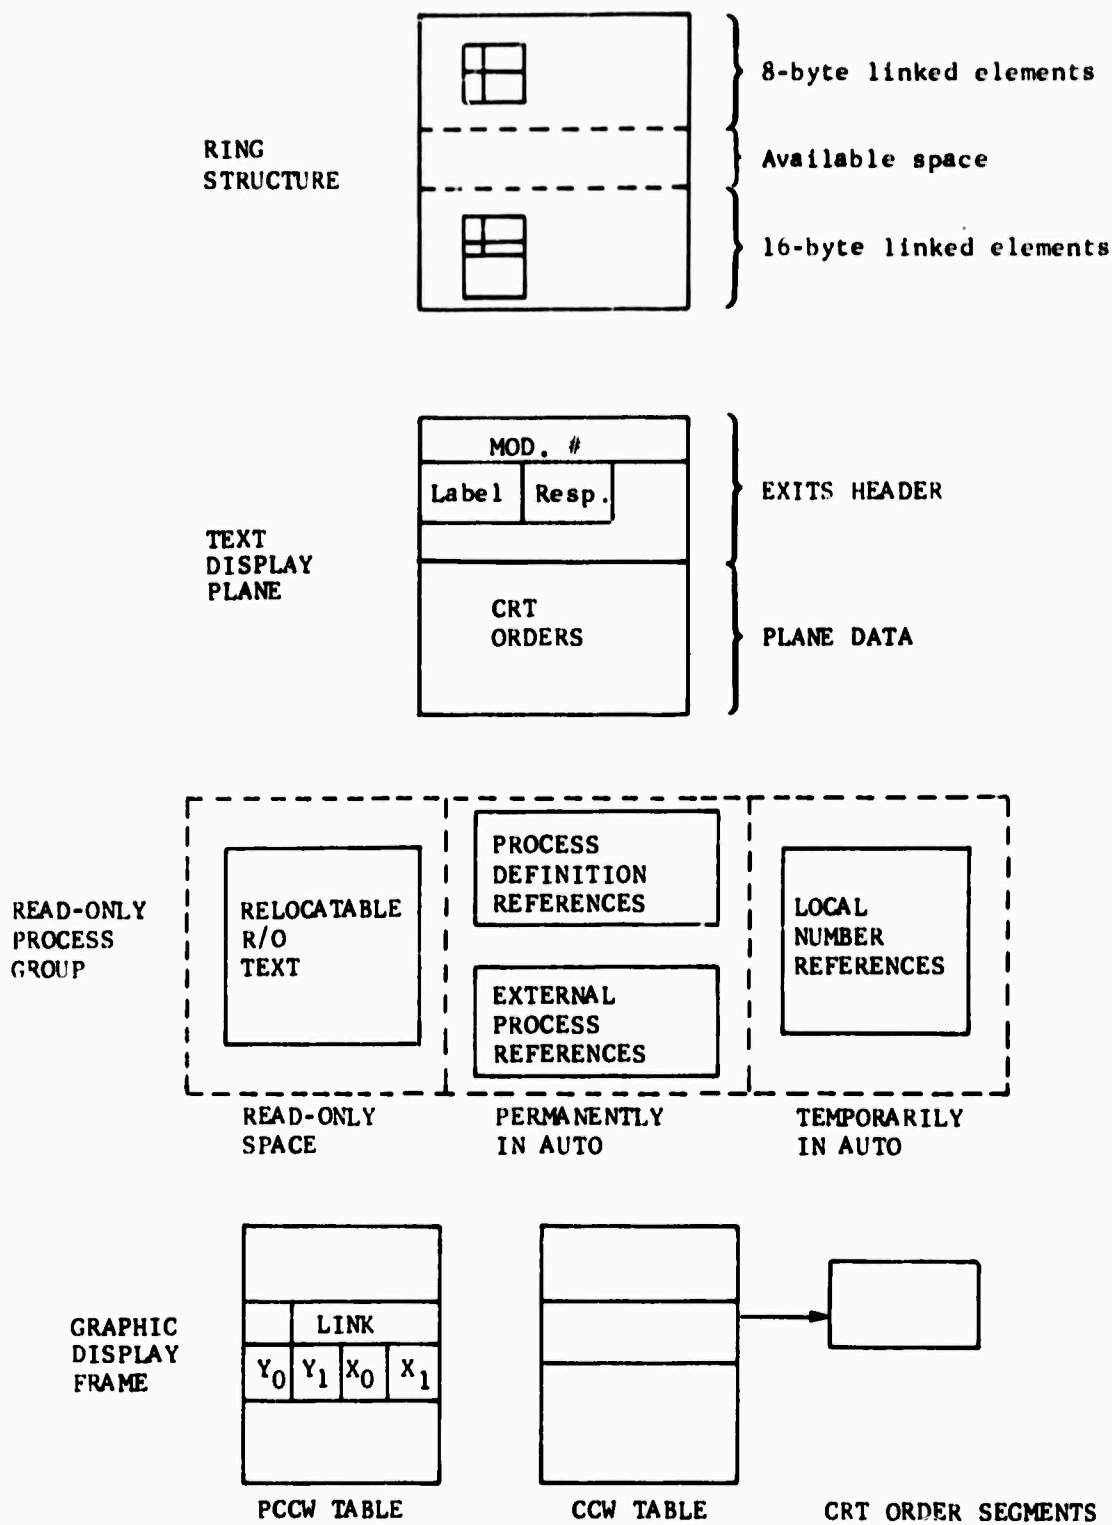 8-byte linked elements
RING
STRUCTURE
Available space
16-byte linked elements
MOD. #
Label Resp.
EXITS HEADER
TEXT
DISPLAY
PLANE
CRT
ORDERS
PLANE DATA
READ-ONLY
PROCESS
GROUP
RELOCATABLE
R/O
TEXT
PROCESS
DEFINITION
REFERENCES
EXTERNAL
PROCESS
REFERENCES
LOCAL
NUMBER
REFERENCES
READ-ONLY
SPACE
PERMANENTLY
IN AUTO
TEMPORARILY
IN AUTO
GRAPHIC
DISPLAY
FRAME
LINK
Y₀ Y₁ X₀ X₁
PCCW TABLE
CCW TABLE
CRT ORDER SEGMENTS